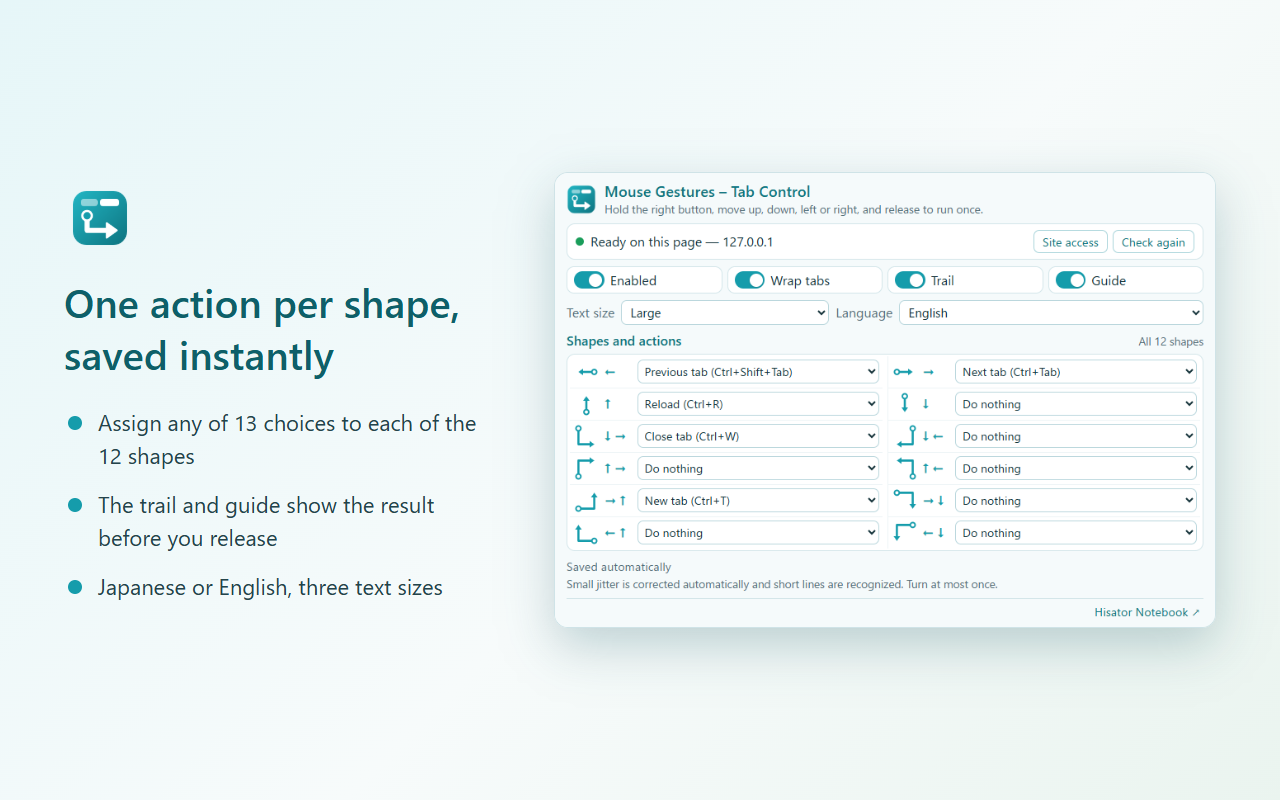 One action per shape,
saved instantly
Assign any of 13 choices to each of the
12 shapes
The trail and guide show the result
before you release
Japanese or English, three text sizes
Mouse Gestures – Tab Control
Hold the right button, move up, down, left or right, and release to run once.
Ready on this page — 127.0.0.1
Site access
Check again
Enabled
Wrap tabs
Trail
Guide
Text size
Large
Language
English
Shapes and actions
All 12 shapes
← Previous tab (Ctrl+Shift+Tab)
→ Next tab (Ctrl+Tab)
↑ Reload (Ctrl+R)
↓ Do nothing
↓→ Close tab (Ctrl+W)
↓← Do nothing
↑→ Do nothing
↑← Do nothing
→↑ New tab (Ctrl+T)
→↓ Do nothing
←↑ Do nothing
←↓ Do nothing
Saved automatically
Small jitter is corrected automatically and short lines are recognized. Turn at most once.
Hisator Notebook ↗